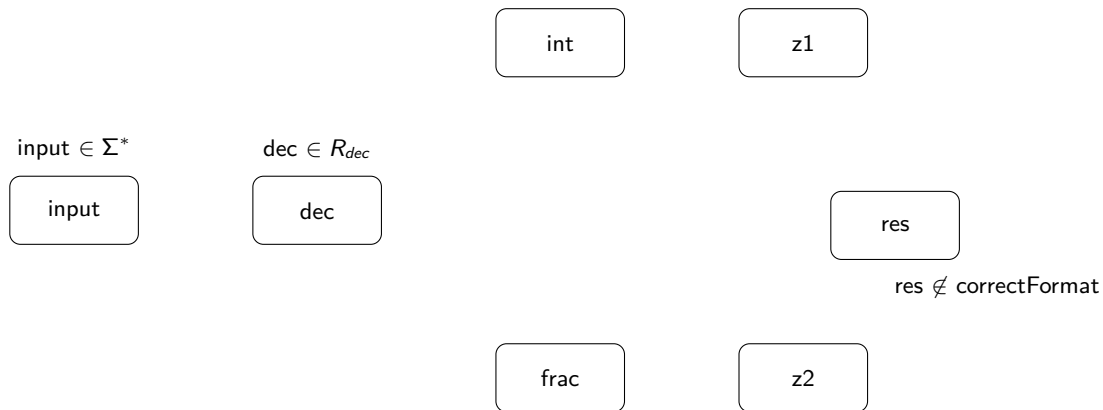 int
z1
input ∈ Σ*
dec ∈ R_dec
input
dec
res
res ∉ correctFormat
frac
z2